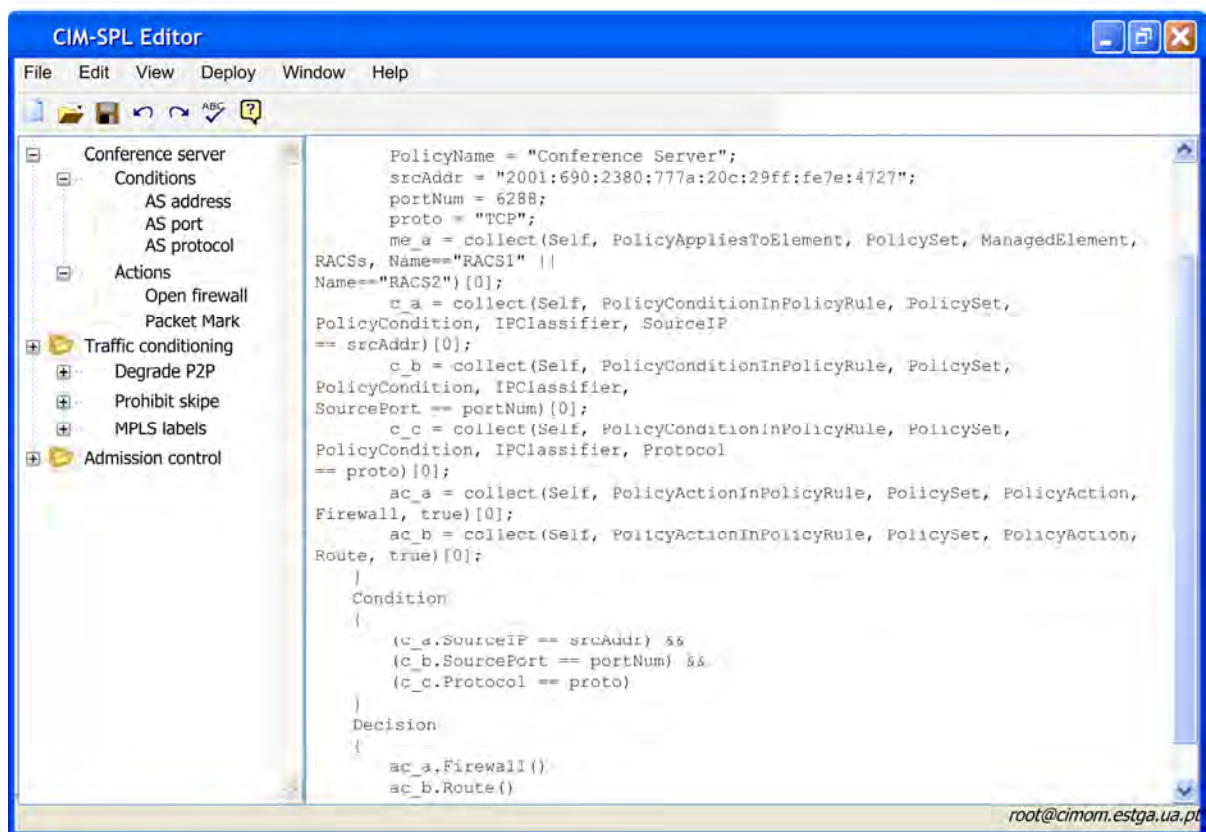 CIM-SPL Editor
File Edit View Deploy Window Help
ABC ?
Conference server
Conditions
AS address
AS port
AS protocol
Actions
Open firewall
Packet Mark
Traffic conditioning
Degrade P2P
Prohibit skipe
MPLS labels
Admission control
PolicyName = "Conference Server";
srcAddr = "2001:690:2380:777a:20c:29ff:fe7e:4727";
portNum = 6288;
proto = "TCP";
me_a = collect(Self, PolicyAppliesToElement, PolicySet, ManagedElement,
RACSs, Name=="RACS1" ||
Name=="RACS2")[0];
c_a = collect(Self, PolicyConditionInPolicyRule, PolicySet,
PolicyCondition, IPClassifier, SourceIP
== srcAddr)[0];
c_b = collect(Self, PolicyConditionInPolicyRule, PolicySet,
PolicyCondition, IPClassifier,
SourcePort == portNum)[0];
c_c = collect(Self, PolicyConditionInPolicyRule, PolicySet,
PolicyCondition, IPClassifier, Protocol
== proto)[0];
ac_a = collect(Self, PolicyActionInPolicyRule, PolicySet, PolicyAction,
Firewall, true)[0];
ac_b = collect(Self, PolicyActionInPolicyRule, PolicySet, PolicyAction,
Route, true)[0];
}
Condition
{
(c_a.SourceIP == srcAddr) &&
(c_b.SourcePort == portNum) &&
(c_c.Protocol == proto)
}
Decision
{
ac_a.Firewall()
ac_b.Route()
root@cimom.estga.ua.pt